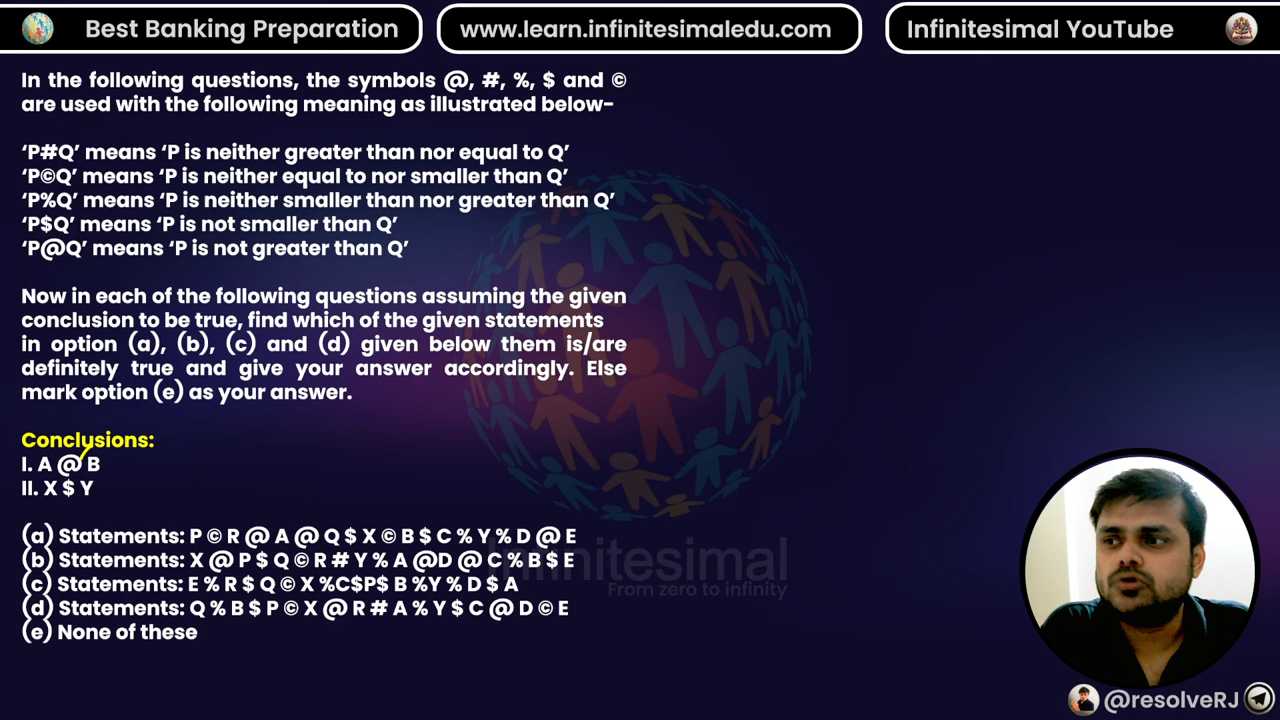 Best Banking Preparation
www.learn.infinitesimaledu.com
Infinitesimal YouTube
In the following questions, the symbols @, #, %, $ and ©
are used with the following meaning as illustrated below-
‘P#Q’ means ‘P is neither greater than nor equal to Q’
‘P©Q’ means ‘P is neither equal to nor smaller than Q’
‘P%Q’ means ‘P is neither smaller than nor greater than Q’
‘P$Q’ means ‘P is not smaller than Q’
‘P@Q’ means ‘P is not greater than Q’
Now in each of the following questions assuming the given
conclusion to be true, find which of the given statements
in option (a), (b), (c) and (d) given below them is/are
definitely true and give your answer accordingly. Else
mark option (e) as your answer.
Conclusions:
I. A @ B
II. X $ Y
(a) Statements: P © R @ A @ Q $ X © B $ C % Y % D @ E
(b) Statements: X @ P $ Q © R # Y % A @D @ C % B $ E
(c) Statements: E % R $ Q © X %C$P$ B %Y % D $ A
(d) Statements: Q % B $ P © X @ R # A % Y $ C @ D © E
(e) None of these
Infinitesimal
From zero to infinity
@resolveRJ